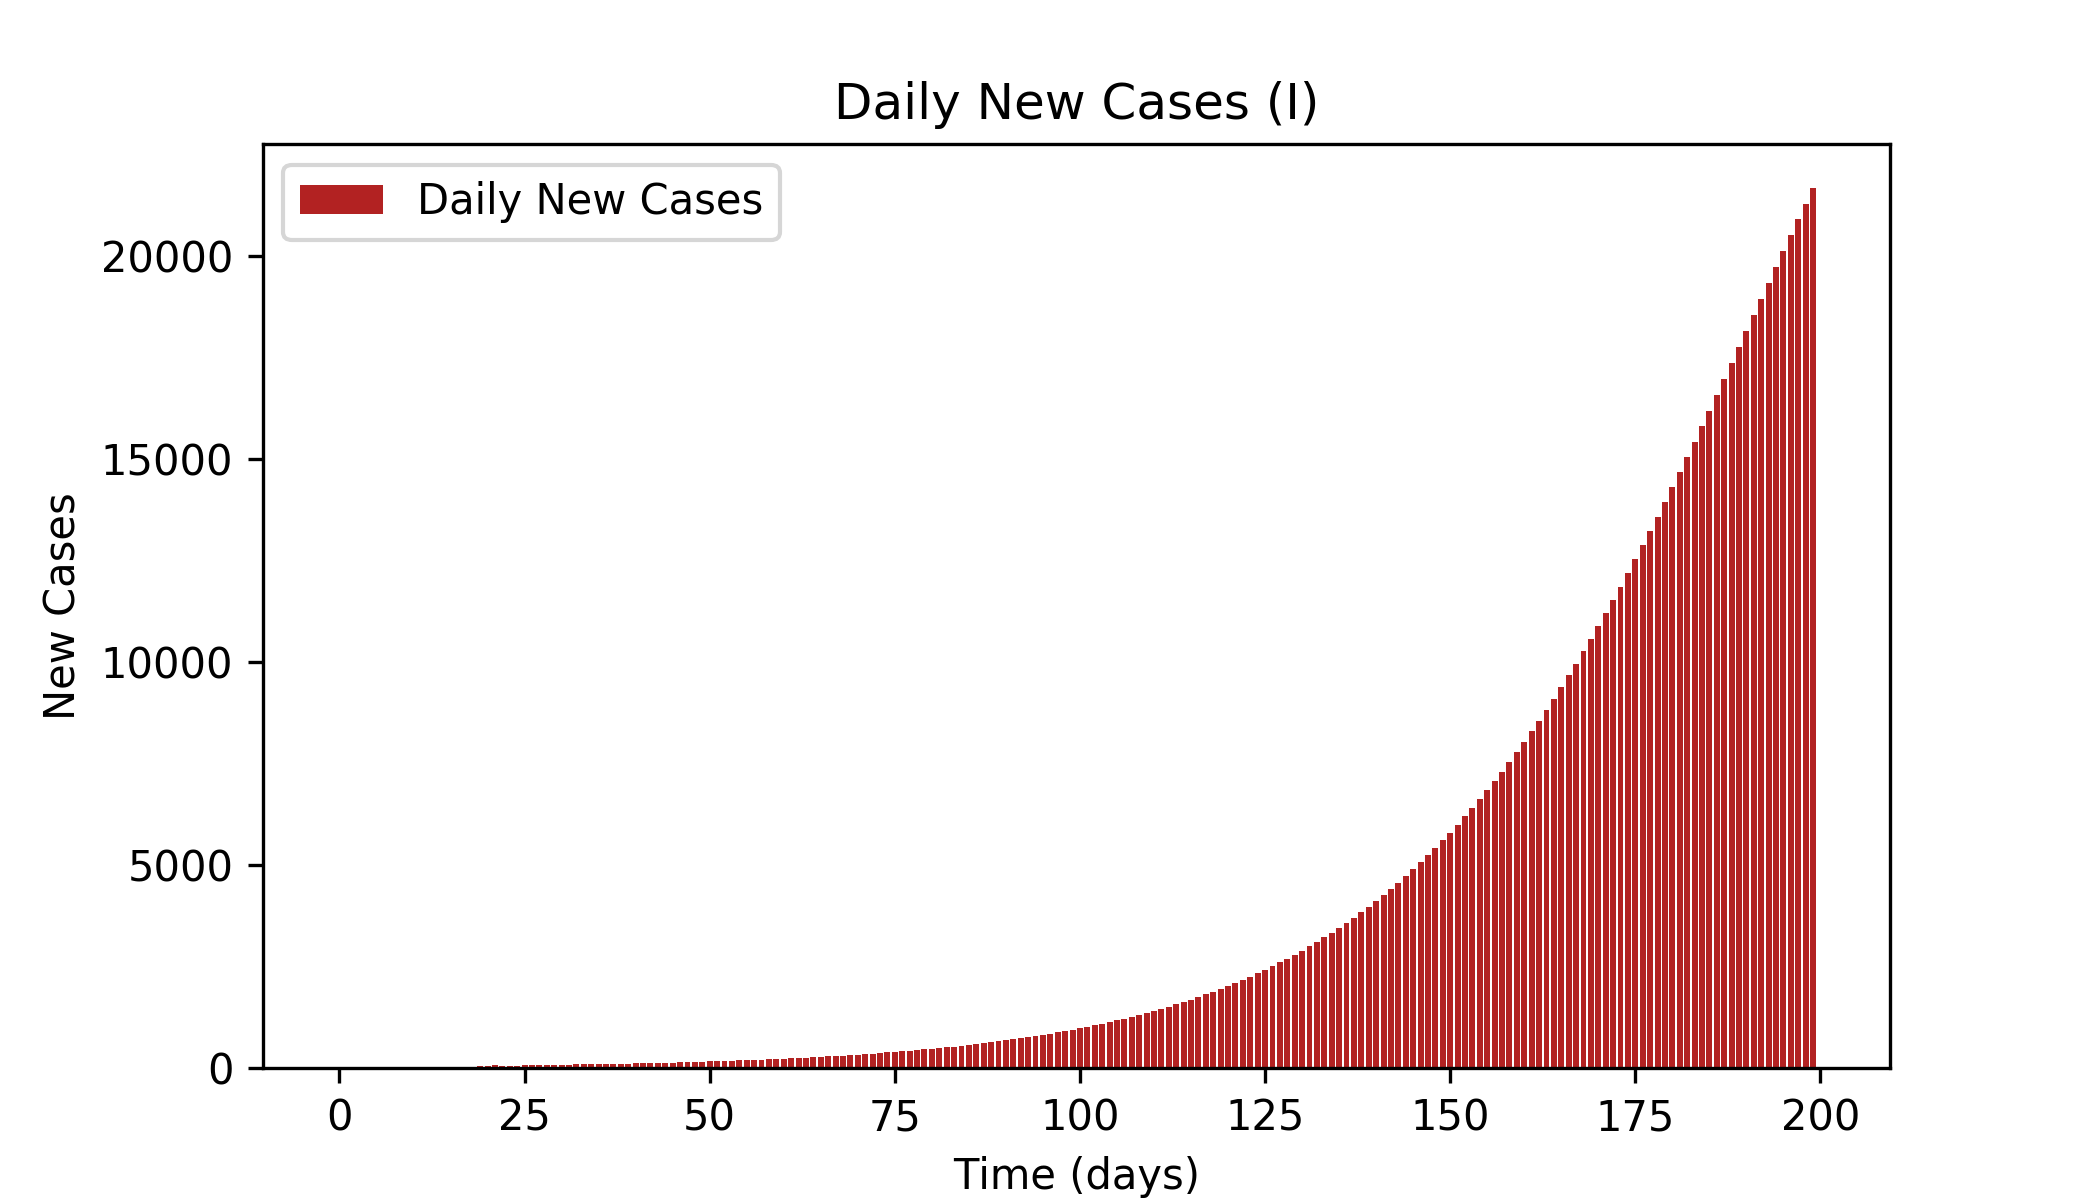 Daily New Cases (I)
Daily New Cases
20000
15000
10000
5000
0
New Cases
0 25 50 75 100 125 150 175 200
Time (days)